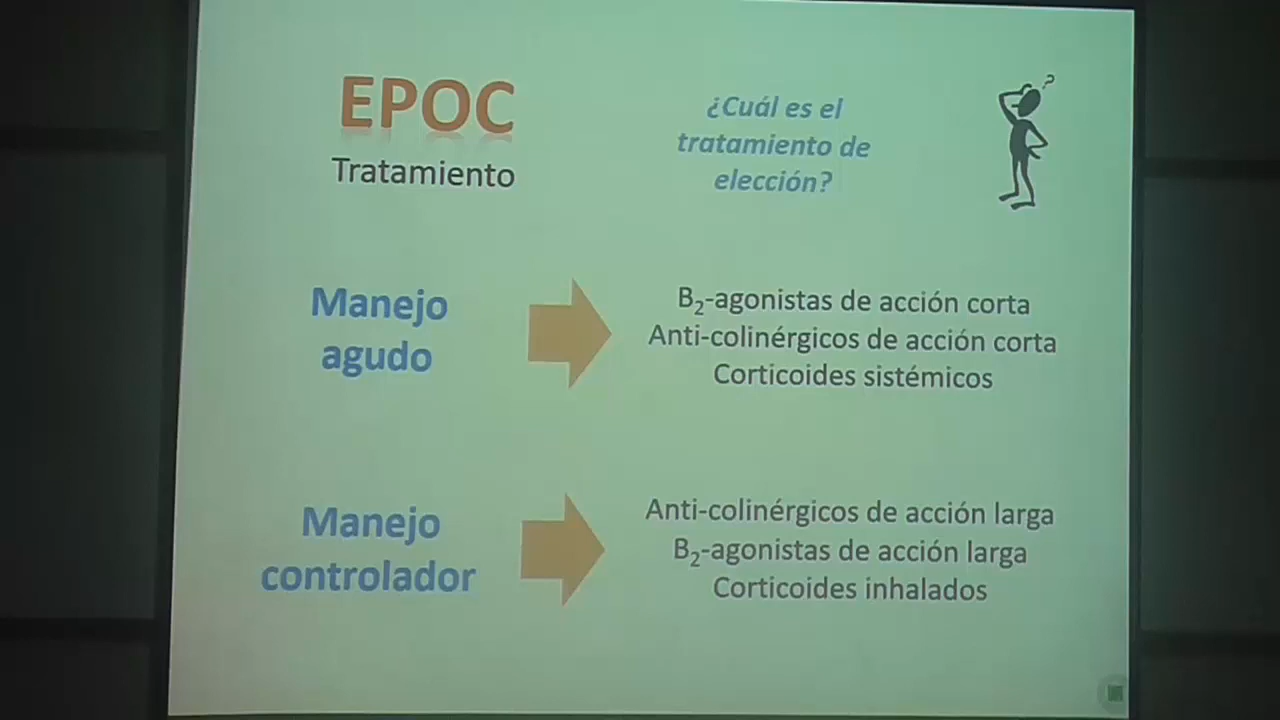 EPOC
Tratamiento
¿Cuál es el
tratamiento de
elección?
?
Manejo
agudo
B₂-agonistas de acción corta
Anti-colinérgicos de acción corta
Corticoides sistémicos
Manejo
controlador
Anti-colinérgicos de acción larga
B₂-agonistas de acción larga
Corticoides inhalados